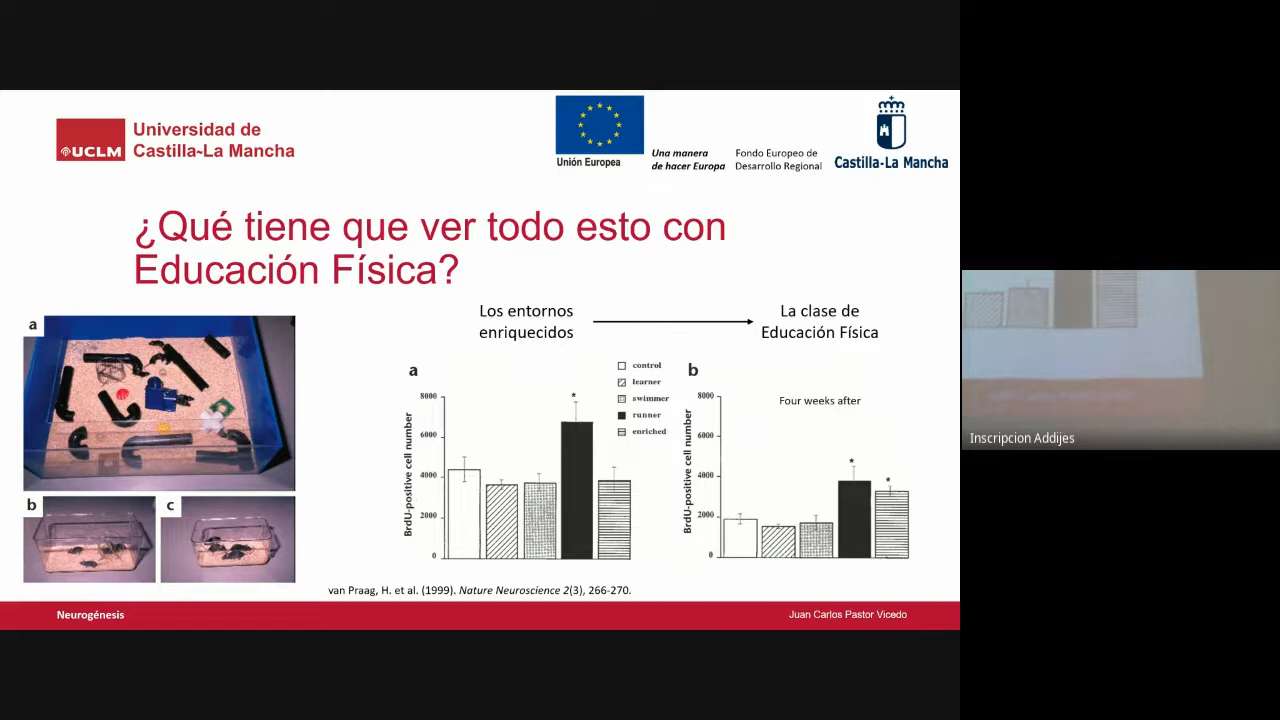 UCLM
Universidad de
Castilla-La Mancha
Unión Europea
Una manera
de hacer Europa
Fondo Europeo de
Desarrollo Regional
Castilla-La Mancha
¿Qué tiene que ver todo esto con
Educación Física?
Los entornos
enriquecidos
La clase de
Educación Física
a
b
c
a
BrdU-positive cell number
8000
6000
4000
2000
0
*
control
learner
swimmer
runner
enriched
b
Four weeks after
BrdU-positive cell number
8000
6000
4000
2000
0
*
*
van Praag, H. et al. (1999). Nature Neuroscience 2(3), 266-270.
Neurogénesis
Juan Carlos Pastor Vicedo
Inscripcion Addijes